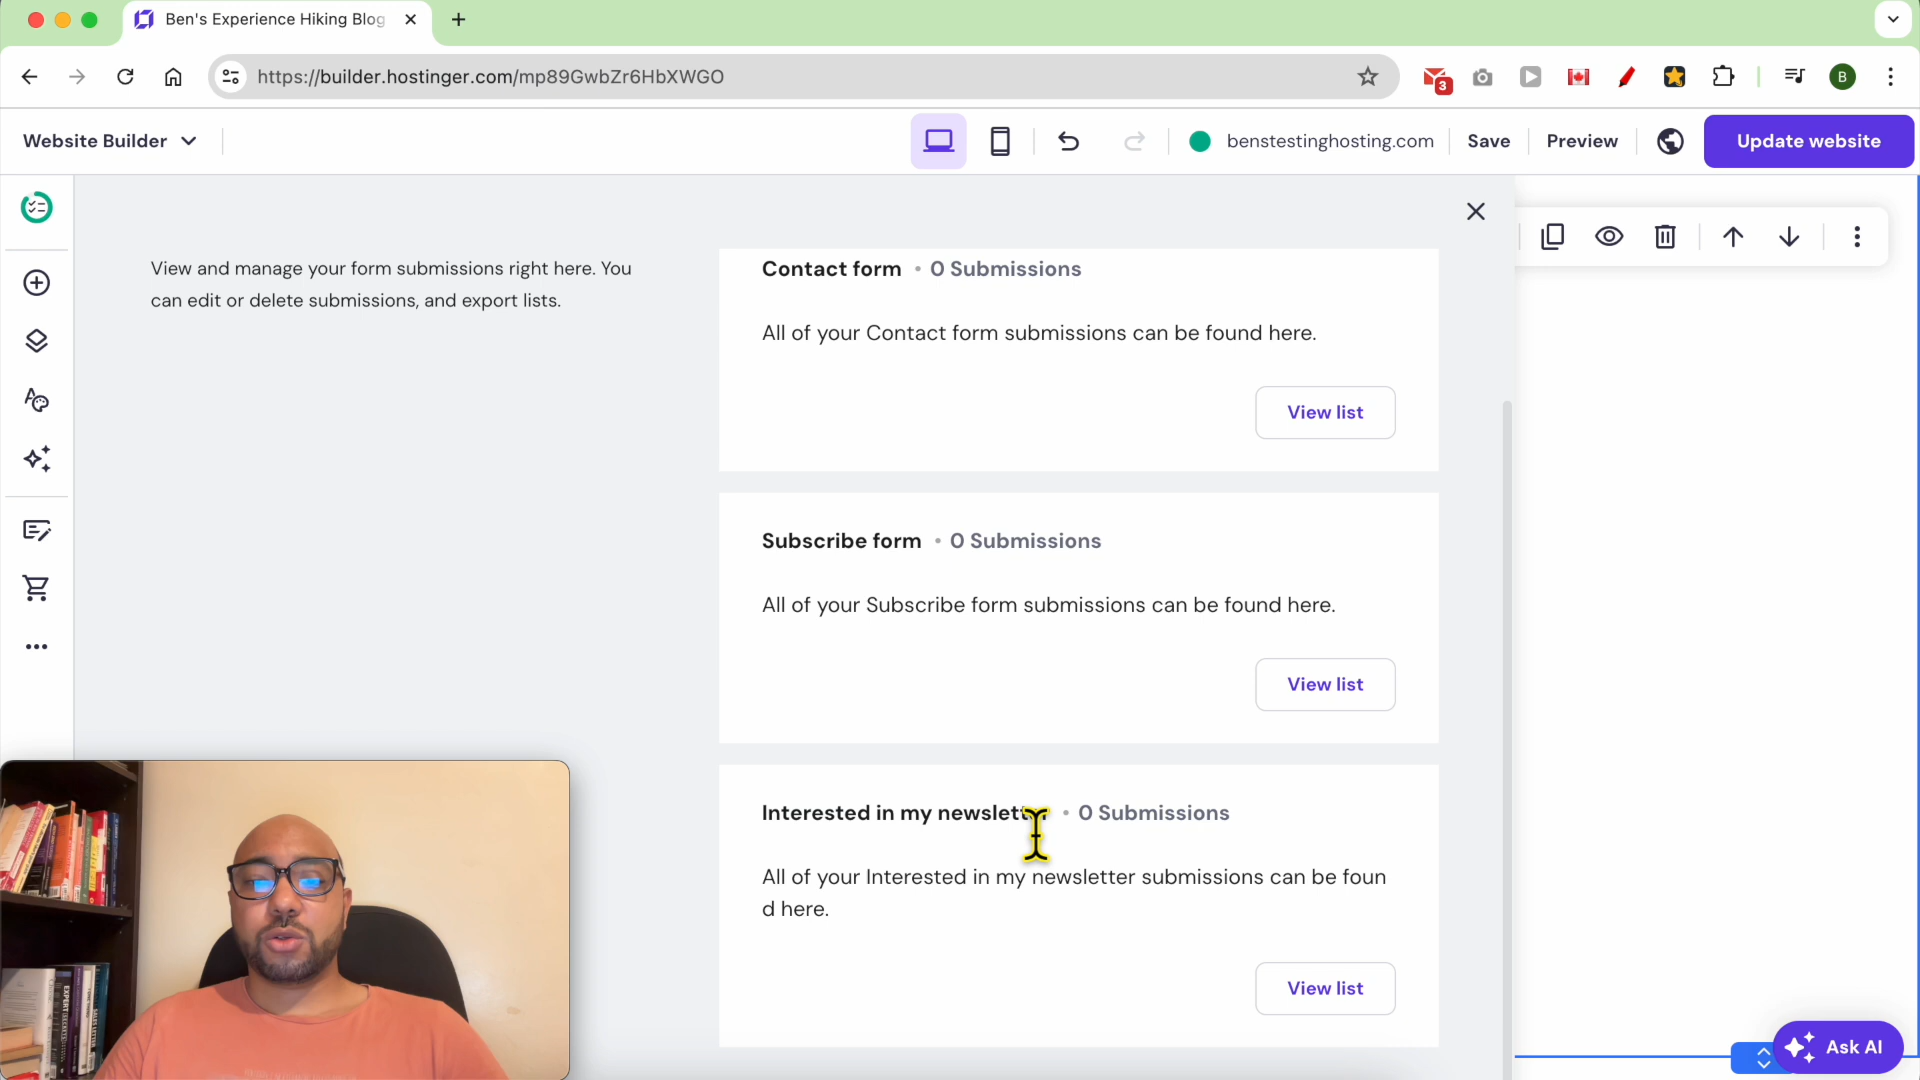 Ben's Experience Hiking Blog
https://builder.hostinger.com/mp89GwbZr6HbXWGO
3
B
Website Builder
benstestinghosting.com
Save
Preview
Update website
View and manage your form submissions right here. You
can edit or delete submissions, and export lists.
Contact form • 0 Submissions
All of your Contact form submissions can be found here.
View list
Subscribe form • 0 Submissions
All of your Subscribe form submissions can be found here.
View list
Interested in my newsletter • 0 Submissions
All of your Interested in my newsletter submissions can be foun
d here.
View list
Ask AI
EXPERT
SECRETS